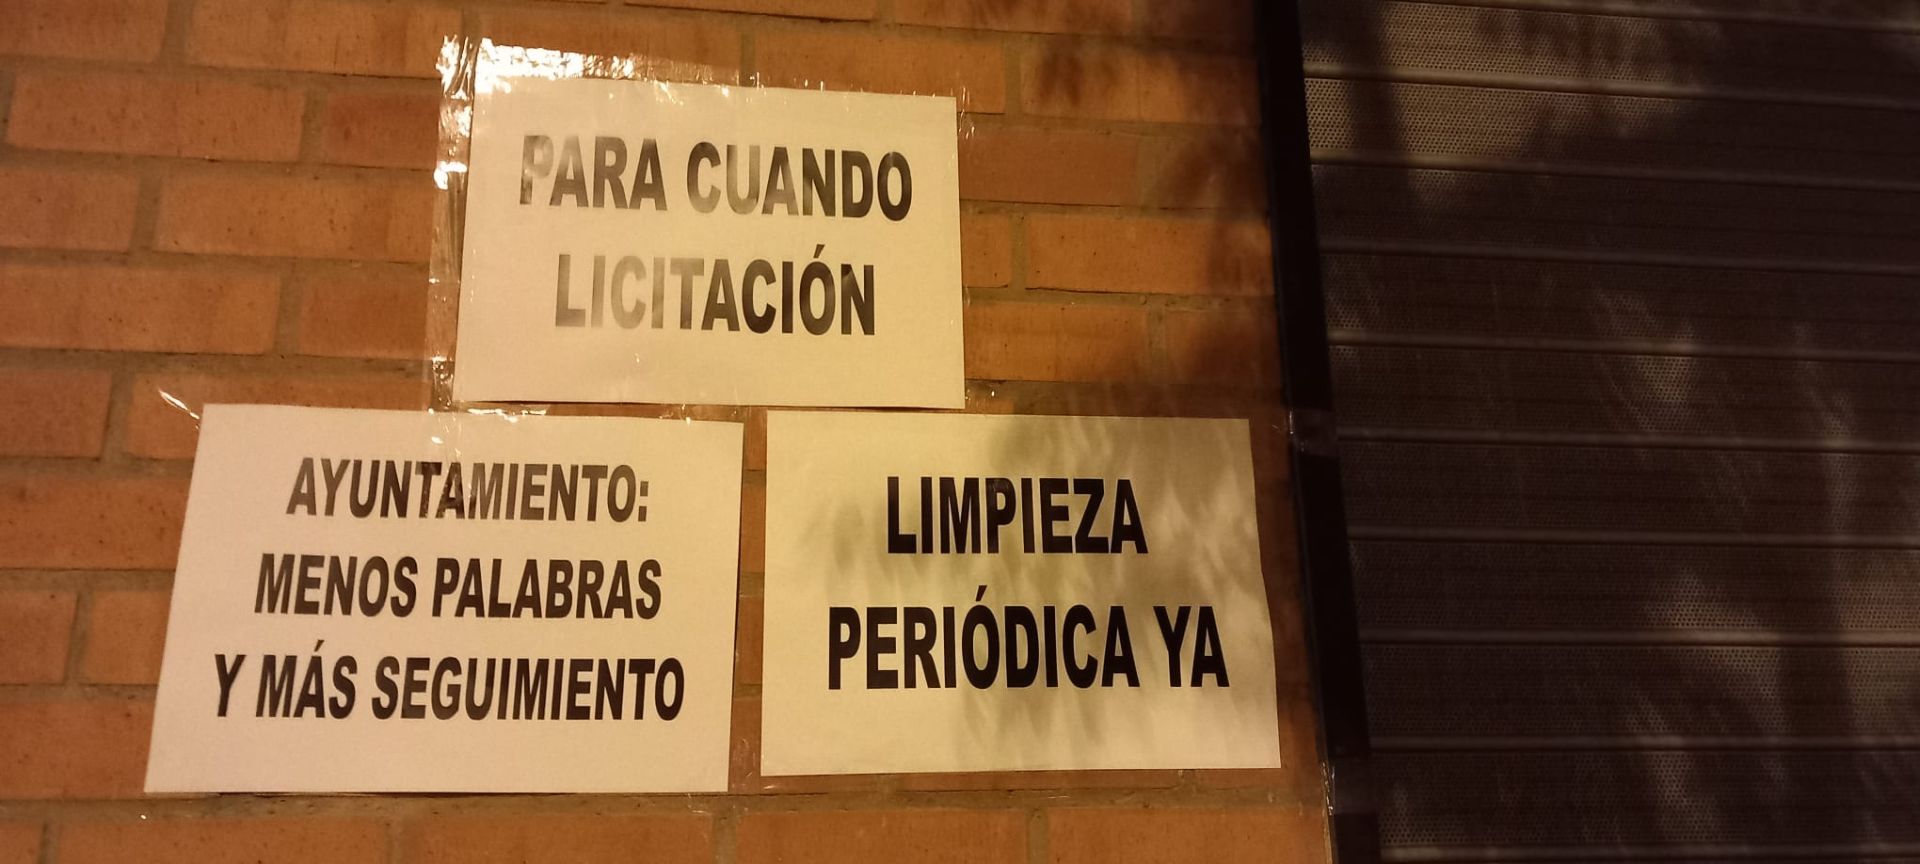 PARA CUANDO
LICITACIÓN
AYUNTAMIENTO:
MENOS PALABRAS
Y MÁS SEGUIMIENTO
LIMPIEZA
PERIÓDICA YA